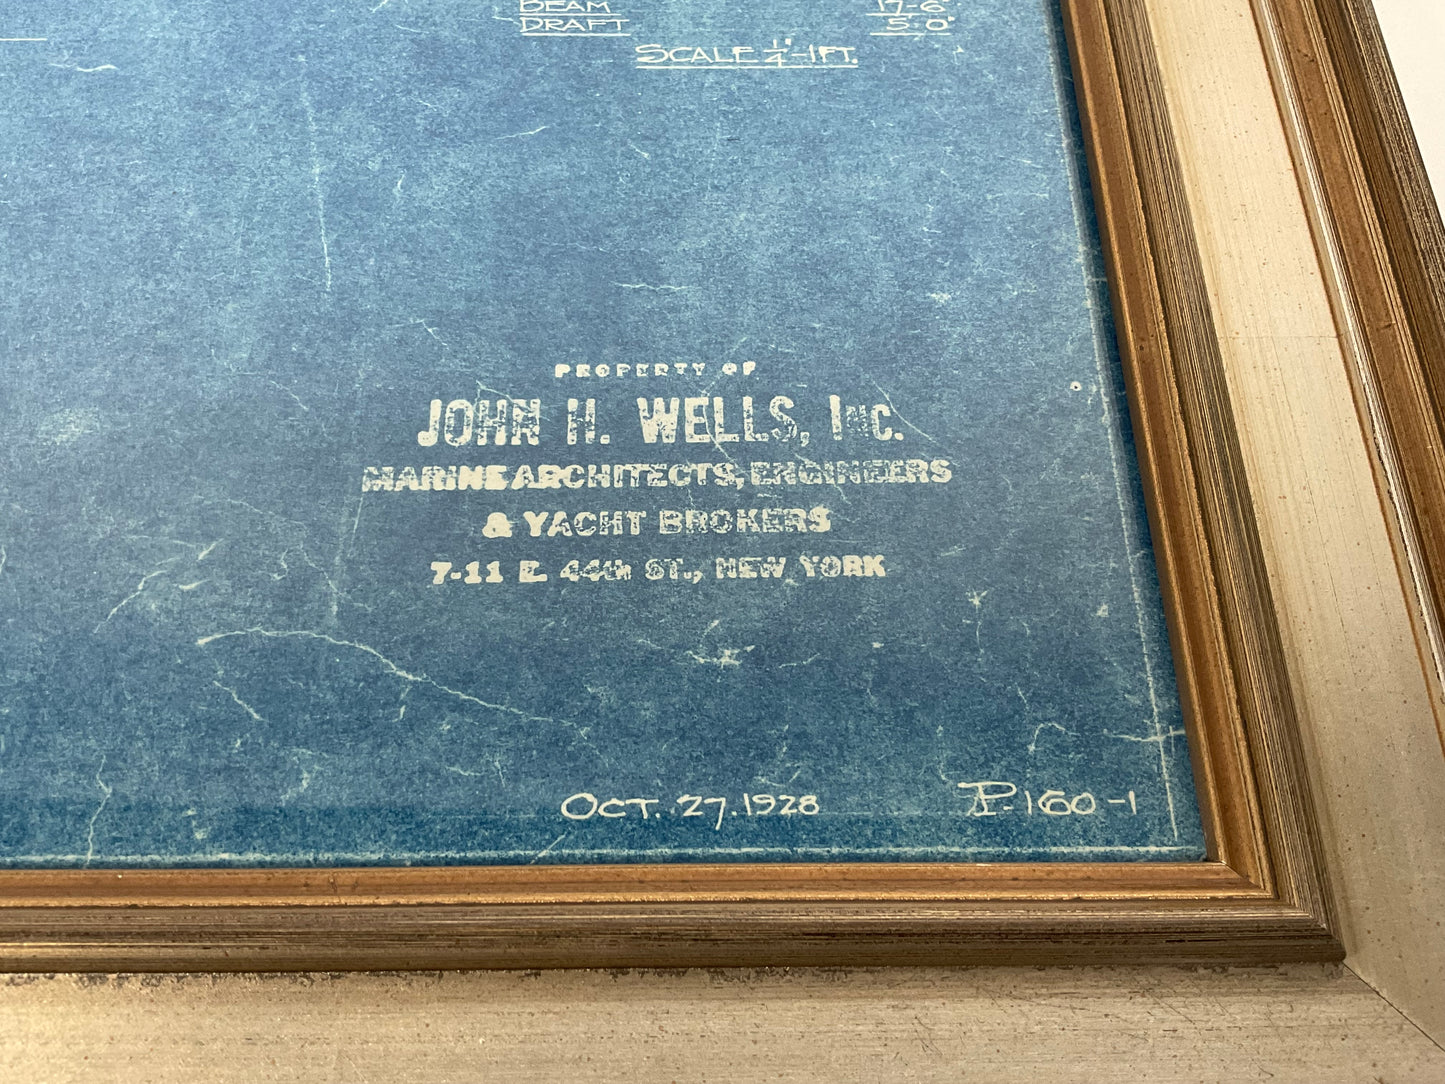 BEAM 17-6"
DRAFT 5-0"
SCALE 1/4"-1FT.
PROPERTY OF
JOHN H. WELLS, INC.
MARINE ARCHITECTS, ENGINEERS
& YACHT BROKERS
7-11 E. 44th ST., NEW YORK
OCT. 27. 1928
P-160-1